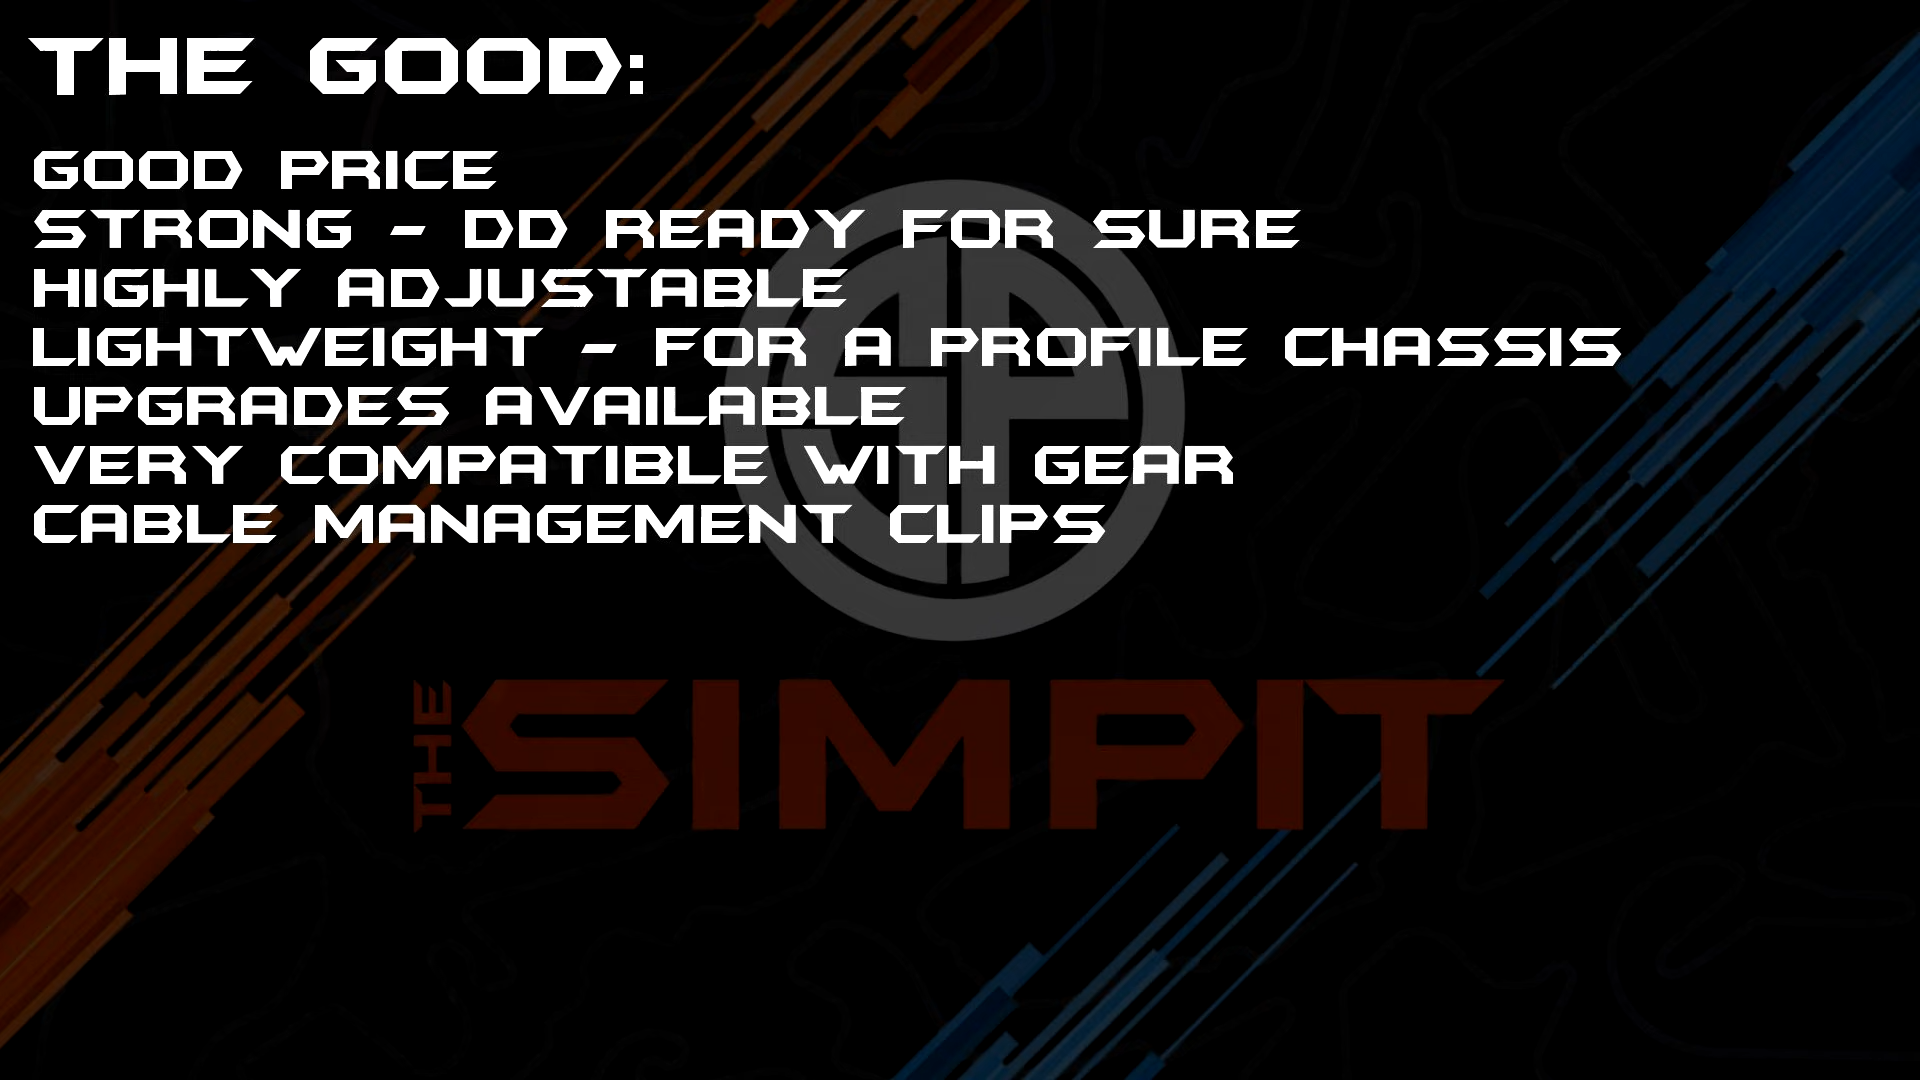 THE GOOD:
GOOD PRICE
STRONG - DD READY FOR SURE
HIGHLY ADJUSTABLE
LIGHTWEIGHT - FOR A PROFILE CHASSIS
UPGRADES AVAILABLE
VERY COMPATIBLE WITH GEAR
CABLE MANAGEMENT CLIPS
THE SIMPIT